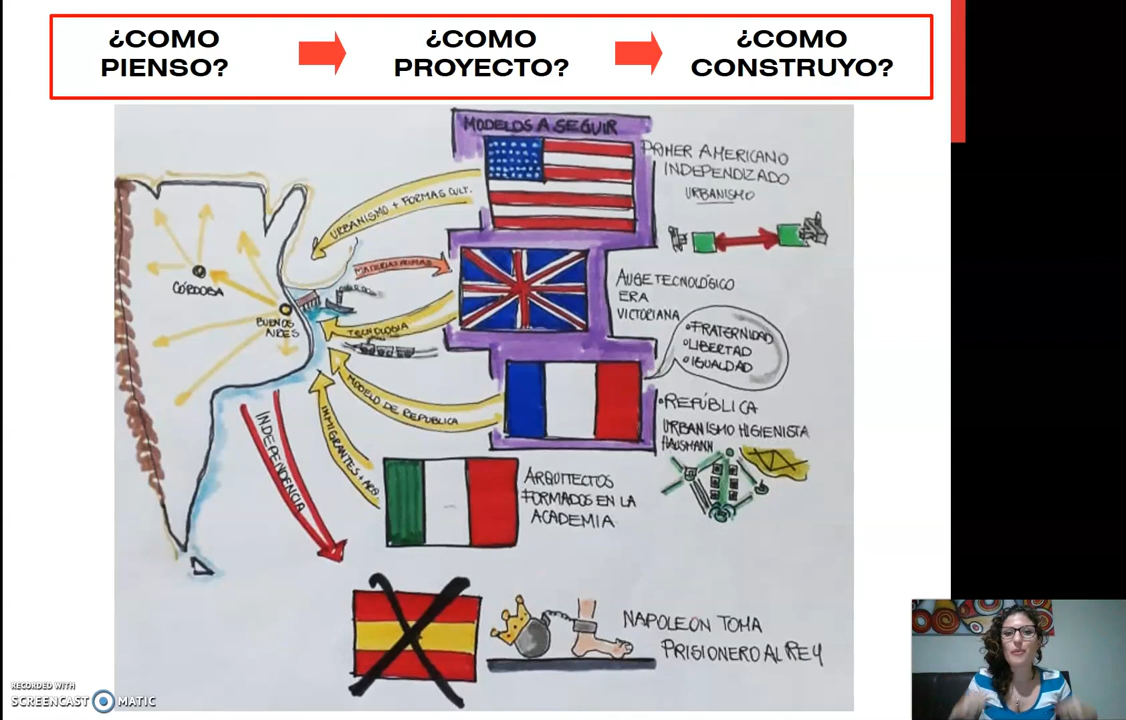 ¿COMO PIENSO?
¿COMO PROYECTO?
¿COMO CONSTRUYO?
MODELOS A SEGUIR
PRIMER AMERICANO
INDEPENDIZADO
URBANISMO
URBANISMO + FORMAS CULT.
MATERIAS PRIMAS
CÓRDOBA
BUENOS
AIRES
TECNOLOGIA
AUGE TECNOLÓGICO
ERA
VICTORIANA
•FRATERNIDAD
•LIBERTAD
•IGUALDAD
MODELO DE REPUBLICA
•REPÚBLICA
URBANISMO HIGIENISTA
HAUSMANN
INMIGRANTES + ARQ
INDEPENDENCIA
ARQUITECTOS
FORMADOS EN LA
ACADEMIA
NAPOLEON TOMA
PRISIONERO AL REY
RECORDED WITH
SCREENCAST MATIC